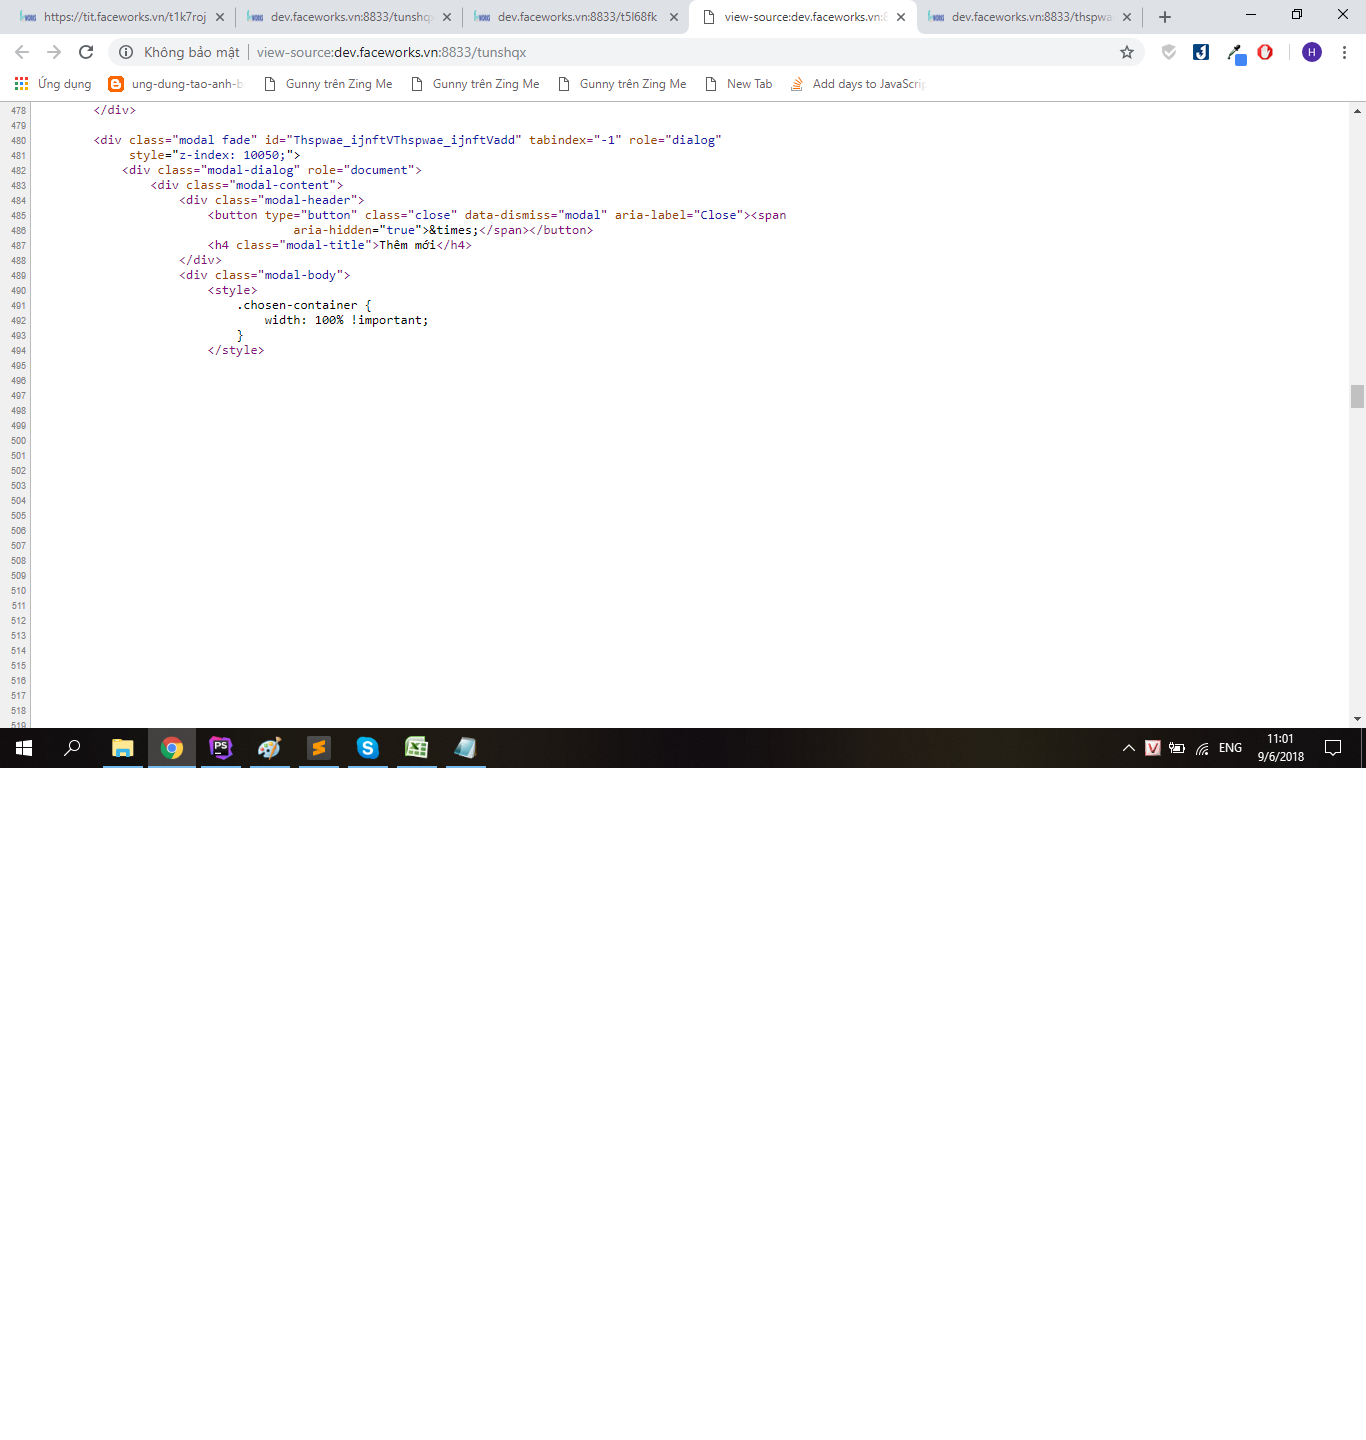 https://tit.faceworks.vn/t1k7roj
dev.faceworks.vn:8833/tunshqx
dev.faceworks.vn:8833/t5l68fk
view-source:dev.faceworks.vn:8
dev.faceworks.vn:8833/thspwa
Không bảo mật
view-source:dev.faceworks.vn:8833/tunshqx
H
Ứng dụng
ung-dung-tao-anh-b
Gunny trên Zing Me
Gunny trên Zing Me
Gunny trên Zing Me
New Tab
Add days to JavaScrip
478 </div>
479
480 <div class="modal fade" id="Thspwae_ijnftVThspwae_ijnftVadd" tabindex="-1" role="dialog"
481 style="z-index: 10050;">
482 <div class="modal-dialog" role="document">
483 <div class="modal-content">
484 <div class="modal-header">
485 <button type="button" class="close" data-dismiss="modal" aria-label="Close"><span
486 aria-hidden="true">&times;</span></button>
487 <h4 class="modal-title">Thêm mới</h4>
488 </div>
489 <div class="modal-body">
490 <style>
491 .chosen-container {
492 width: 100% !important;
493 }
494 </style>
495
496
497
498
499
500
501
502
503
504
505
506
507
508
509
510
511
512
513
514
515
516
517
518
519
PS
S
V
ENG
11:01
9/6/2018